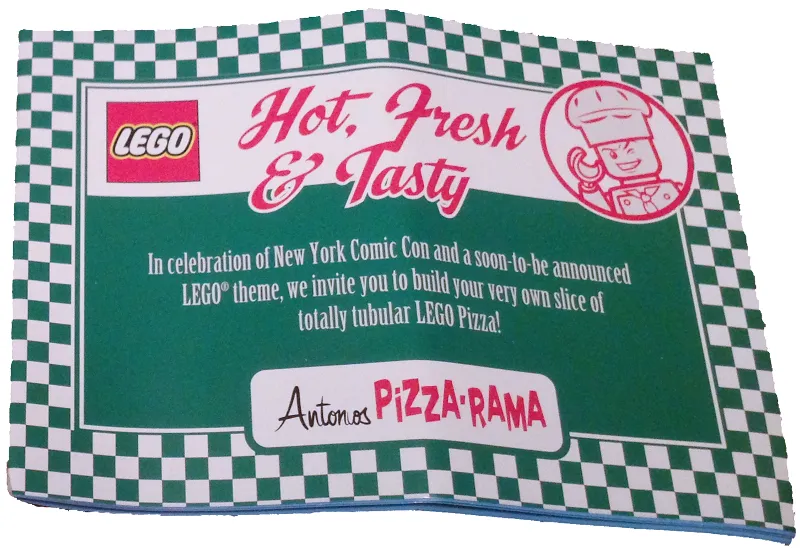 LEGO
Hot, Fresh
& Tasty
In celebration of New York Comic Con and a soon-to-be announced
LEGO® theme, we invite you to build your very own slice of
totally tubular LEGO Pizza!
Antonios PiZZA-RAMA